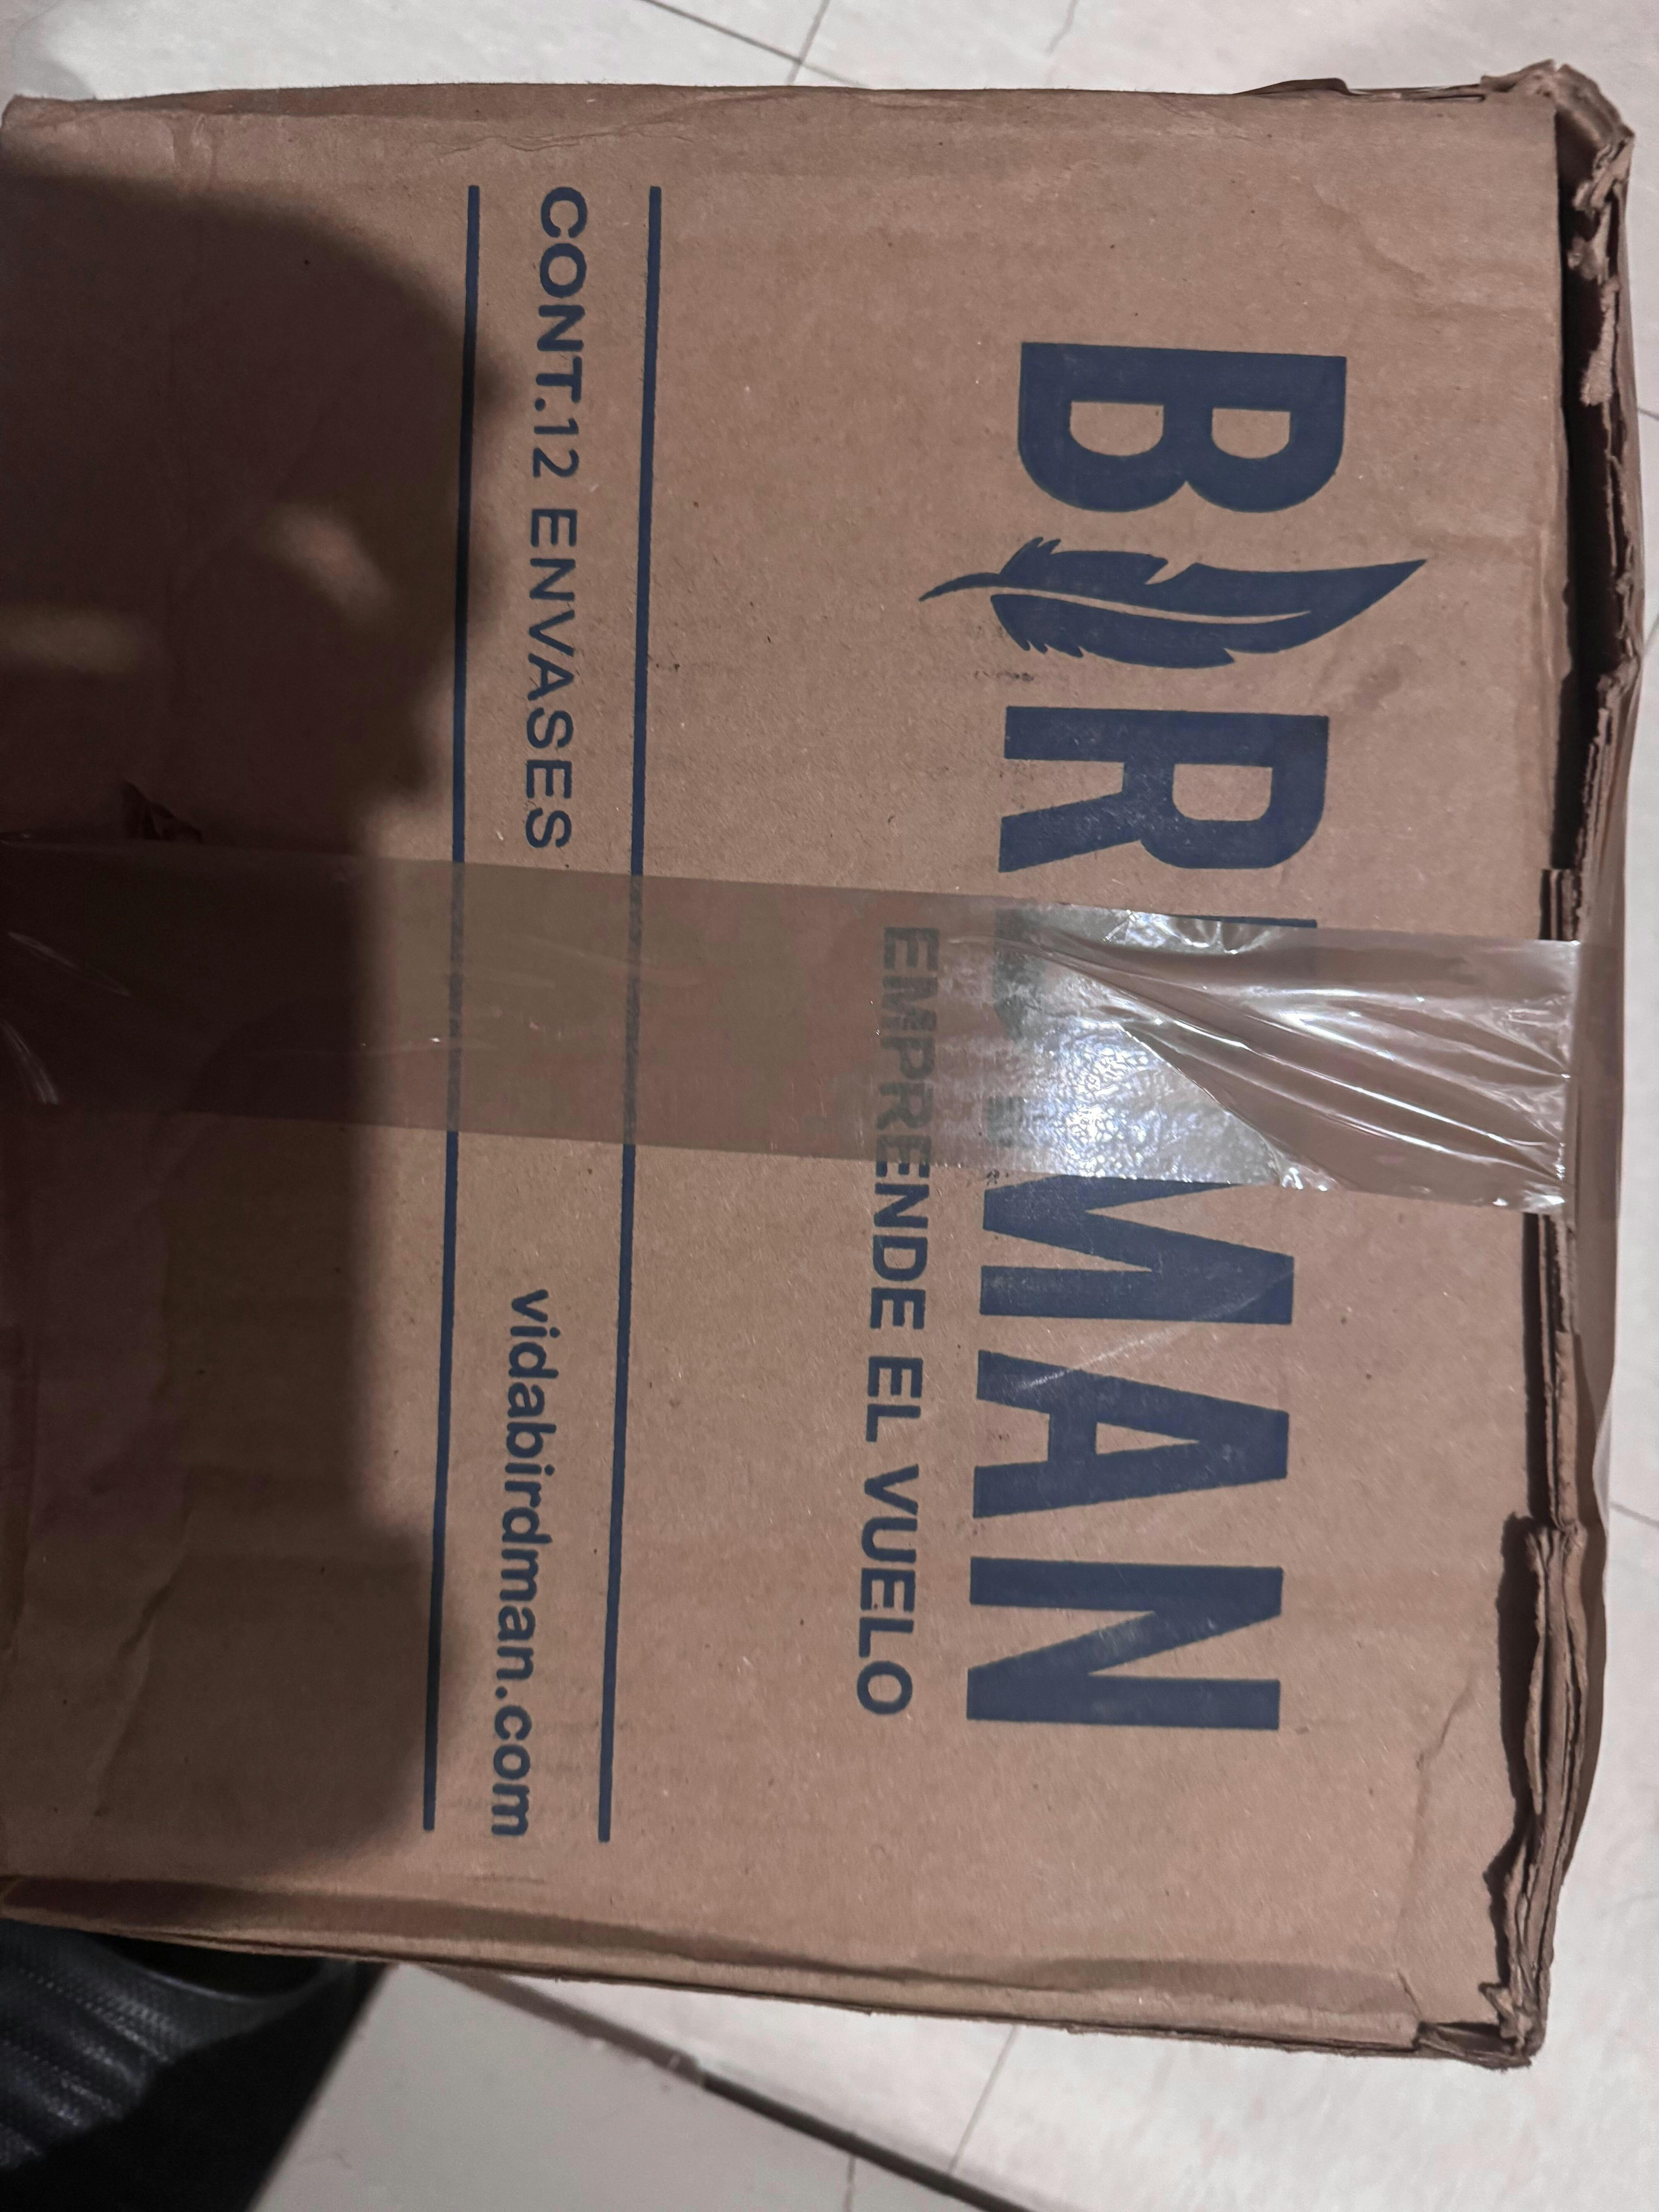 BIRDMAN
EMPRENDE EL VUELO
CONT.12 ENVASES
vidabirdman.com